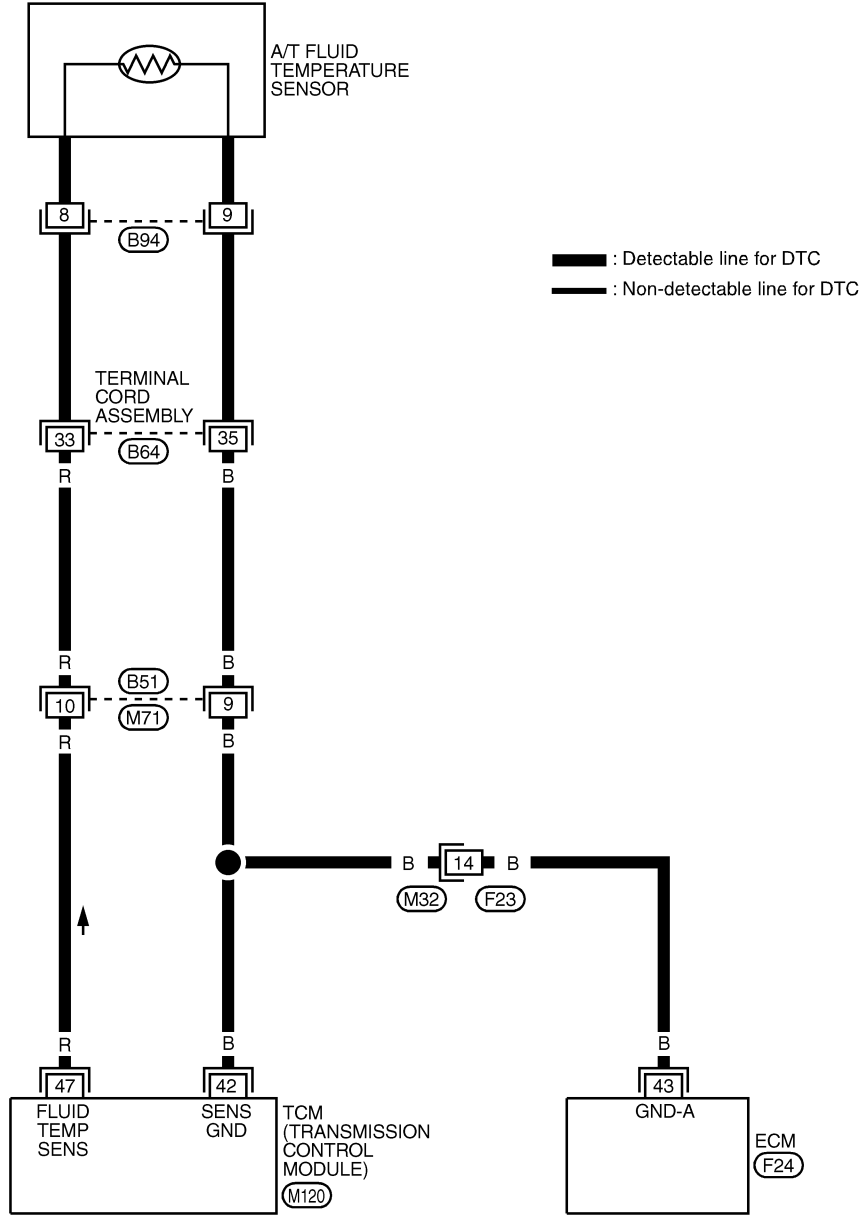 A/T FLUID
TEMPERATURE
SENSOR
8
9
B94
: Detectable line for DTC
: Non-detectable line for DTC
TERMINAL
CORD
ASSEMBLY
33
35
B64
R
B
R
B
B51
10
9
M71
R
B
B
14
B
M32
F23
R
B
B
47
42
43
FLUID
TEMP
SENS
SENS
GND
TCM
(TRANSMISSION
CONTROL
MODULE)
M120
GND-A
ECM
F24